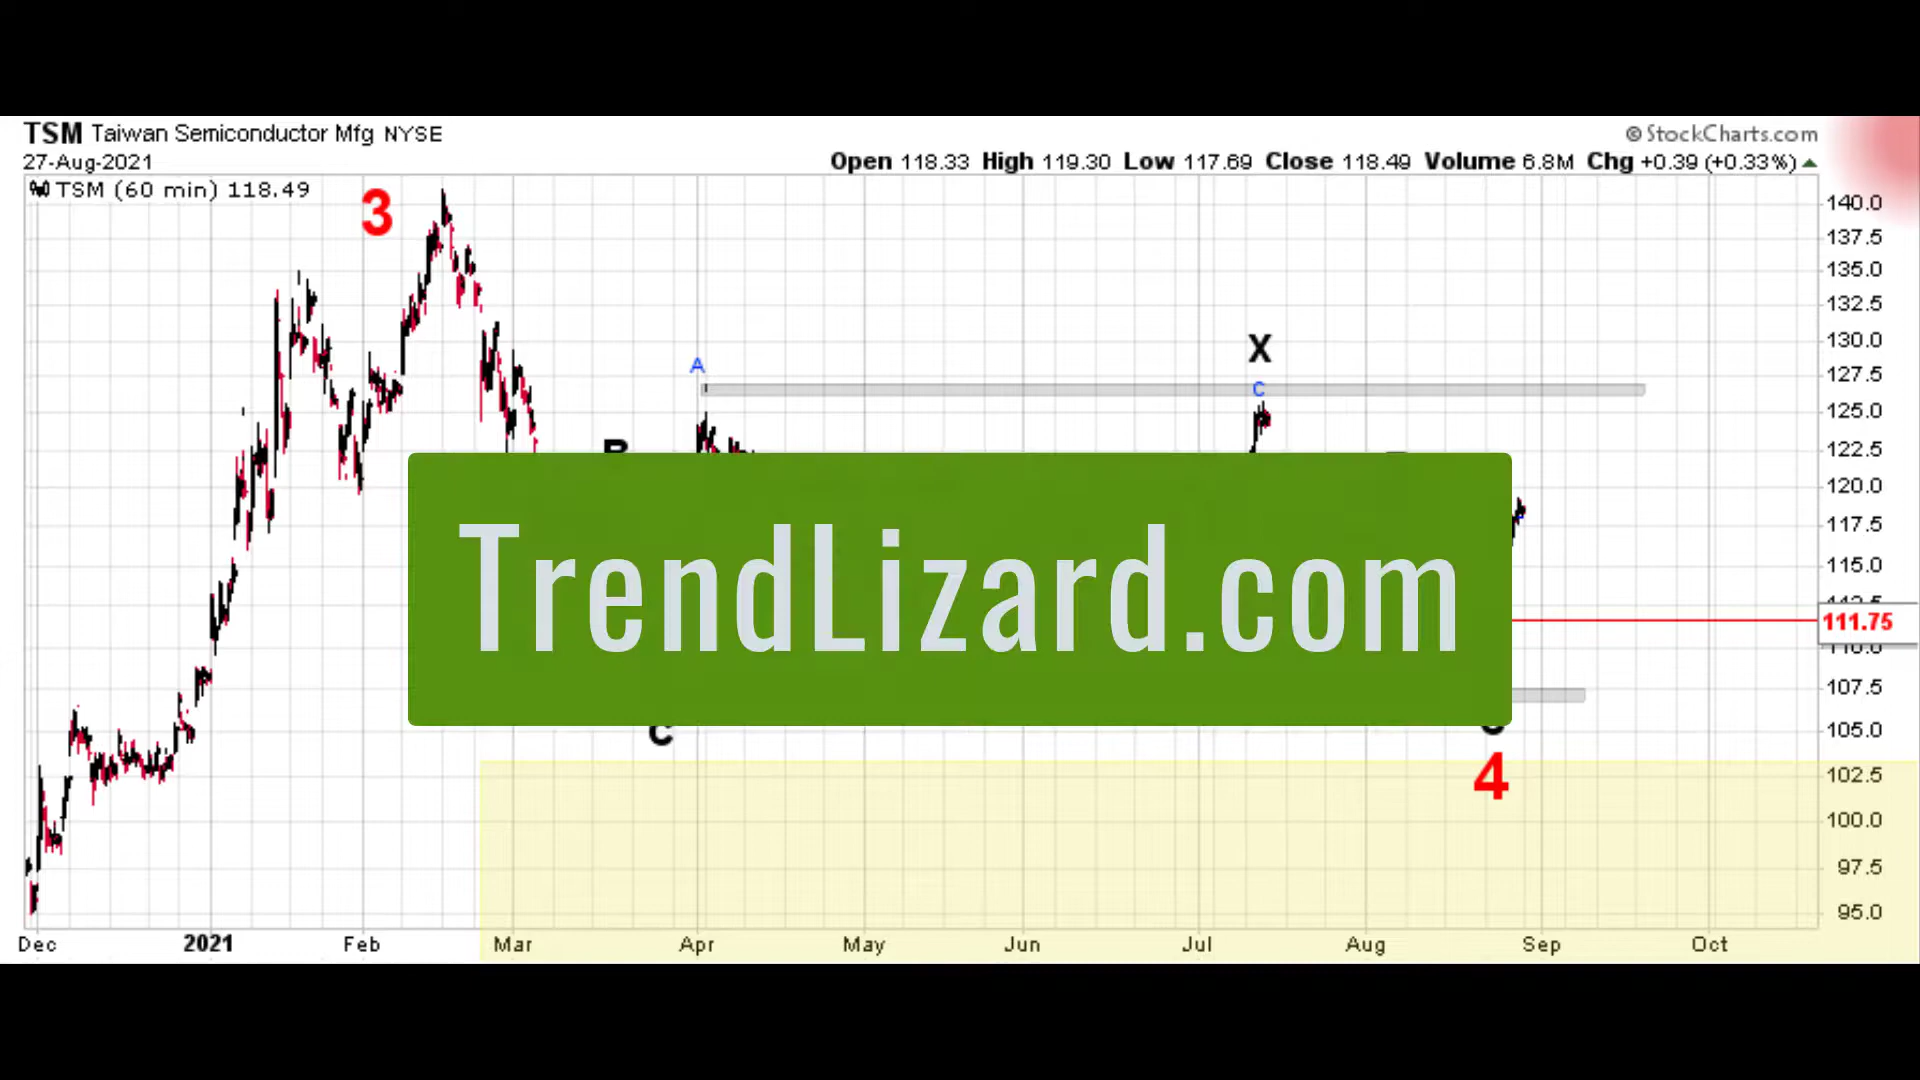 TSM Taiwan Semiconductor Mfg NYSE
©StockCharts.com
27-Aug-2021
Open 118.33 High 119.30 Low 117.69 Close 118.49 Volume 6.8M Chg +0.39 (+0.33%)
TSM (60 min) 118.49
3
140.0
137.5
135.0
132.5
130.0
X
A
127.5
C
125.0
B
122.5
120.0
117.5
TrendLizard.com
115.0
111.75
107.5
C
105.0
4
102.5
100.0
97.5
95.0
Dec 2021 Feb Mar Apr May Jun Jul Aug Sep Oct